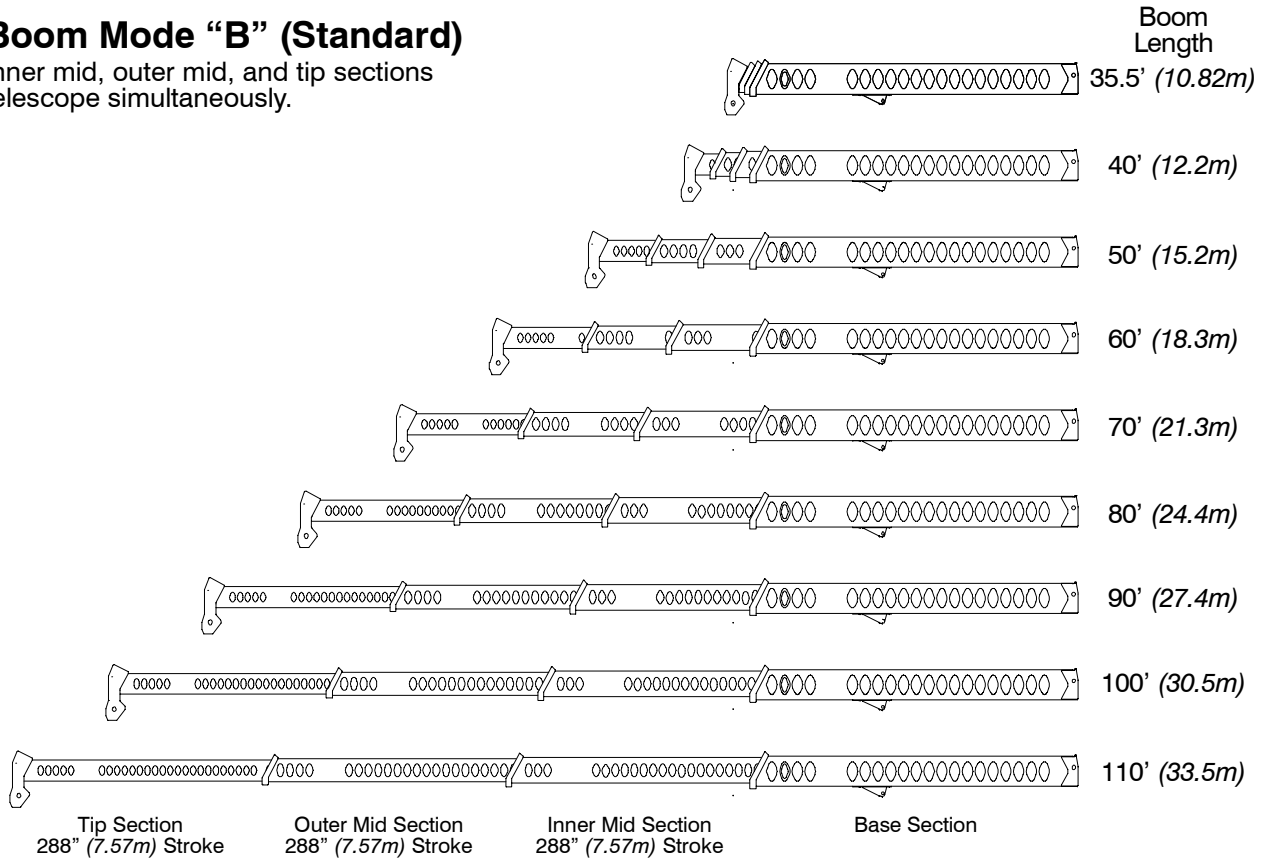 Boom Mode “B” (Standard)
nner mid, outer mid, and tip sections
elescope simultaneously.
Boom
Length
35.5’ (10.82m)
40’ (12.2m)
50’ (15.2m)
60’ (18.3m)
70’ (21.3m)
80’ (24.4m)
90’ (27.4m)
100’ (30.5m)
110’ (33.5m)
Tip Section
288” (7.57m) Stroke
Outer Mid Section
288” (7.57m) Stroke
Inner Mid Section
288” (7.57m) Stroke
Base Section